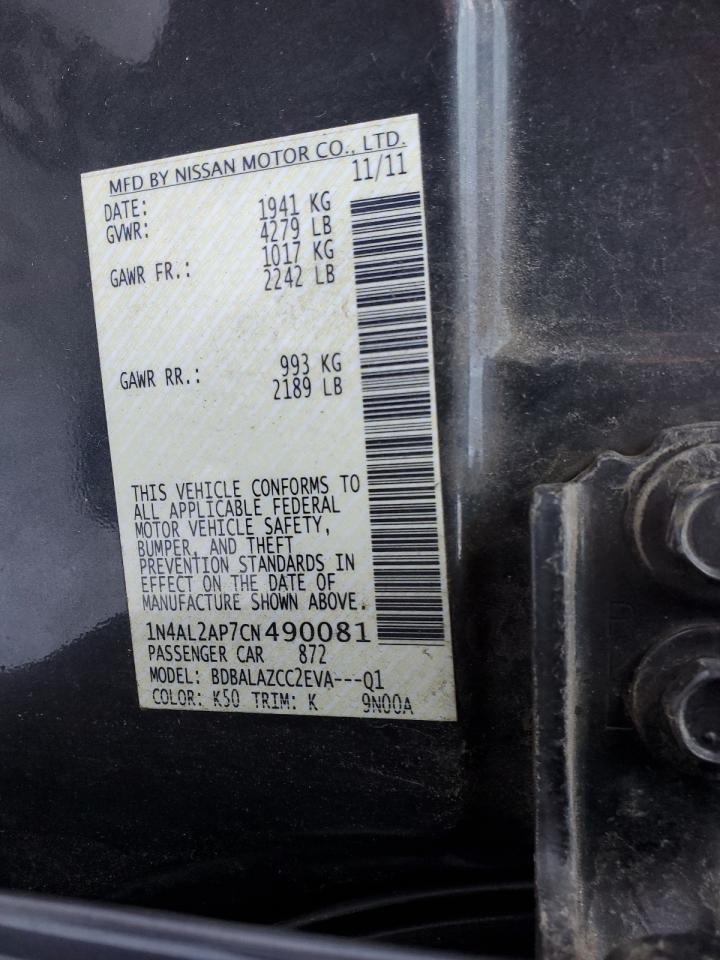 MFD BY NISSAN MOTOR CO., LTD.
DATE: 11/11
GVWR: 1941 KG
4279 LB
GAWR FR.: 1017 KG
2242 LB
GAWR RR.: 993 KG
2189 LB
THIS VEHICLE CONFORMS TO
ALL APPLICABLE FEDERAL
MOTOR VEHICLE SAFETY,
BUMPER, AND THEFT
PREVENTION STANDARDS IN
EFFECT ON THE DATE OF
MANUFACTURE SHOWN ABOVE.
1N4AL2AP7CN490081
PASSENGER CAR 872
MODEL: BDBALAZCC2EVA---Q1
COLOR: K50 TRIM: K 9N00A